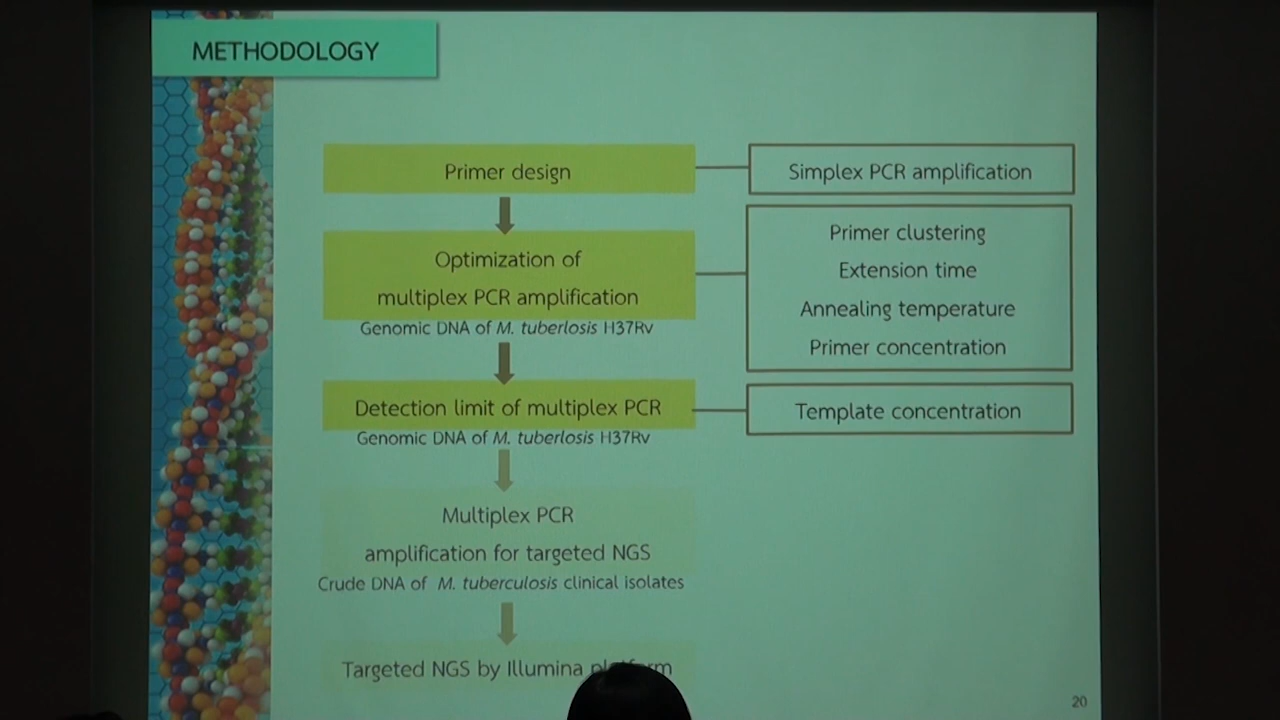 METHODOLOGY
Primer design
Simplex PCR amplification
Optimization of
multiplex PCR amplification
Genomic DNA of M. tuberlosis H37Rv
Primer clustering
Extension time
Annealing temperature
Primer concentration
Detection limit of multiplex PCR
Genomic DNA of M. tuberlosis H37Rv
Template concentration
Multiplex PCR
amplification for targeted NGS
Crude DNA of M. tuberculosis clinical isolates
Targeted NGS by Illumina platform
20